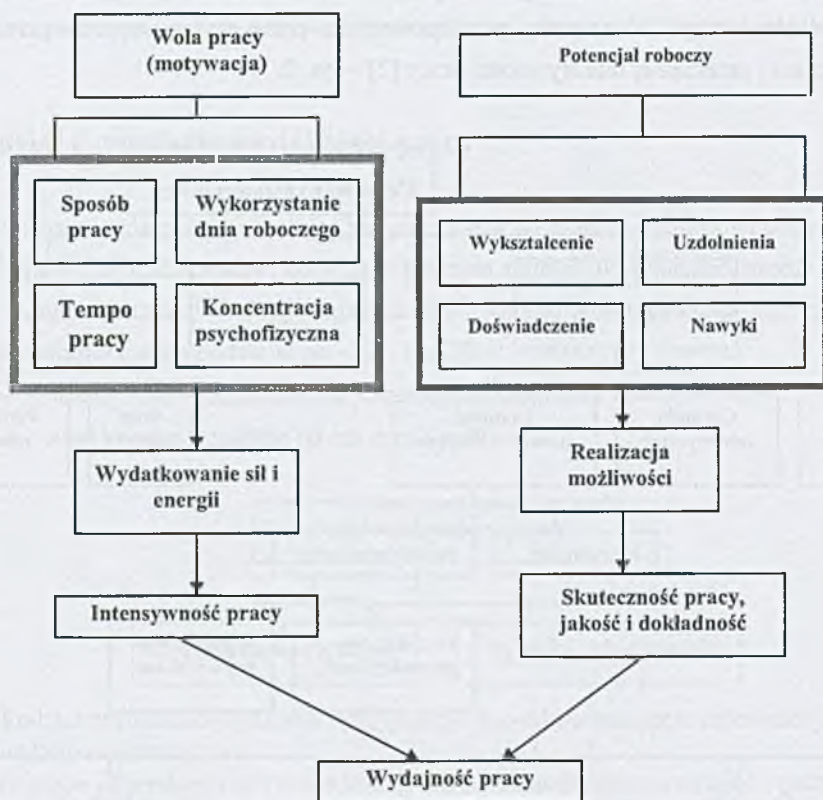 Wola pracy
(motywacja)
Potencjał roboczy
Sposób
pracy
Wykorzystanie
dnia roboczego
Tempo
pracy
Koncentracja
psychofizyczna
Wykształcenie
Uzdolnienia
Doświadczenie
Nawyki
Wydatkowanie sił i
energii
Realizacja
możliwości
Intensywność pracy
Skuteczność pracy,
jakość i dokładność
Wydajność pracy